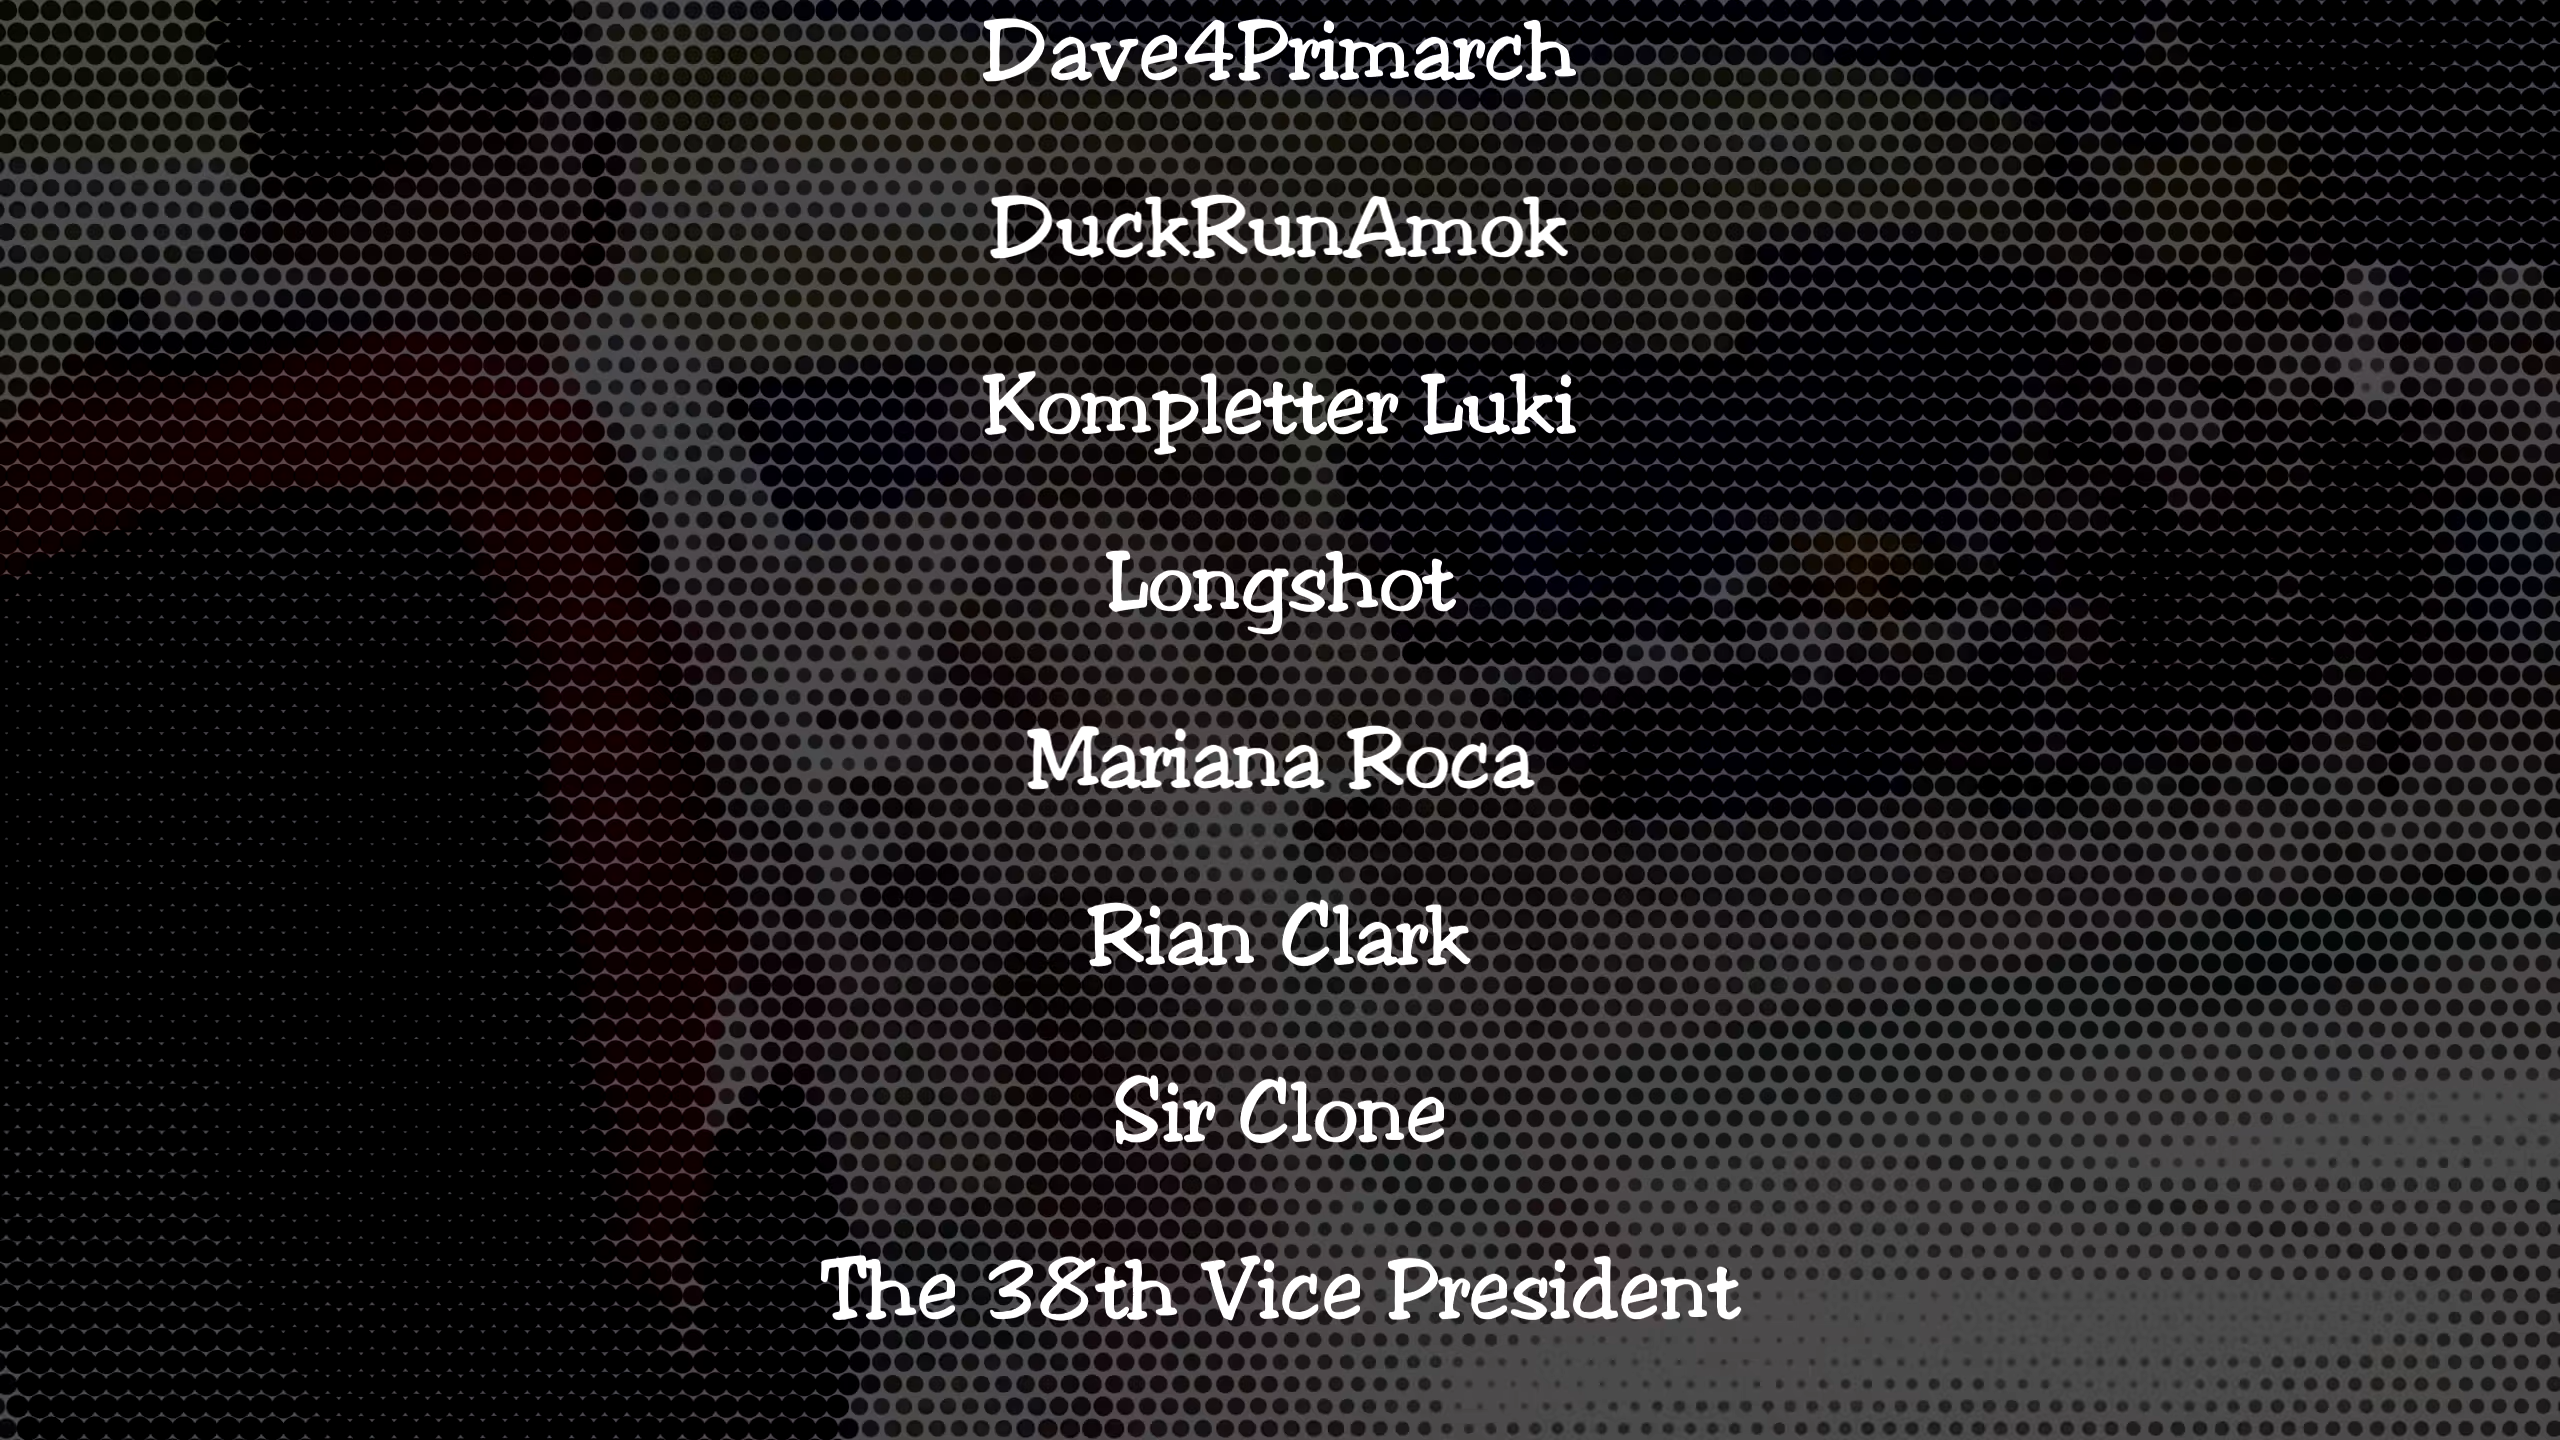 Dave4Primarch
DuckRunAmok
Kompletter Luki
Longshot
Mariana Roca
Rian Clark
Sir Clone
The 38th Vice President